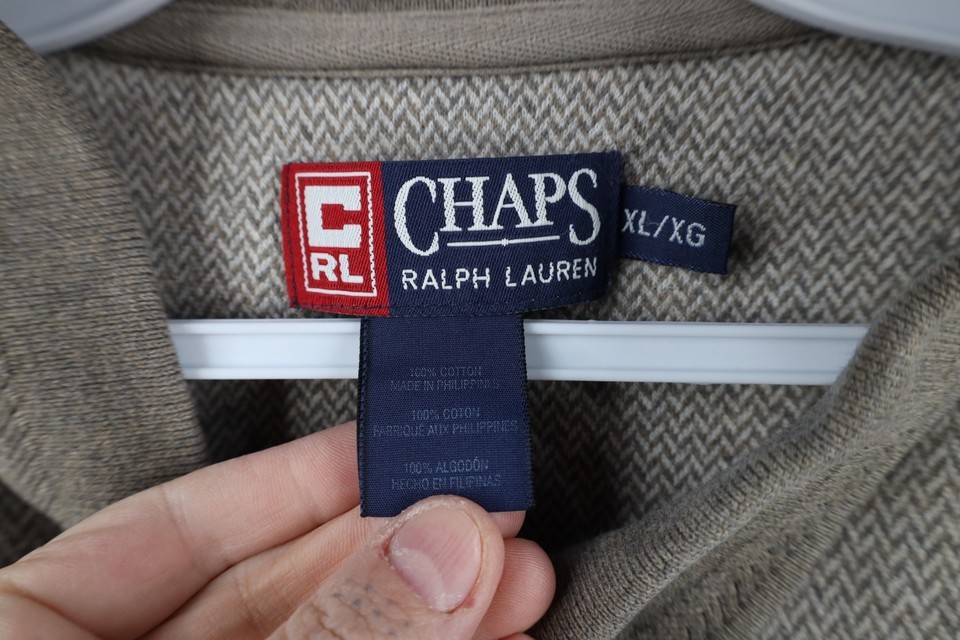 C
RL
CHAPS
RALPH LAUREN
XL/XG
100% COTTON
MADE IN PHILIPPINES
100% COTON
FABRIQUÉ AUX PHILIPPINES
100% ALGODÓN
HECHO EN FILIPINAS